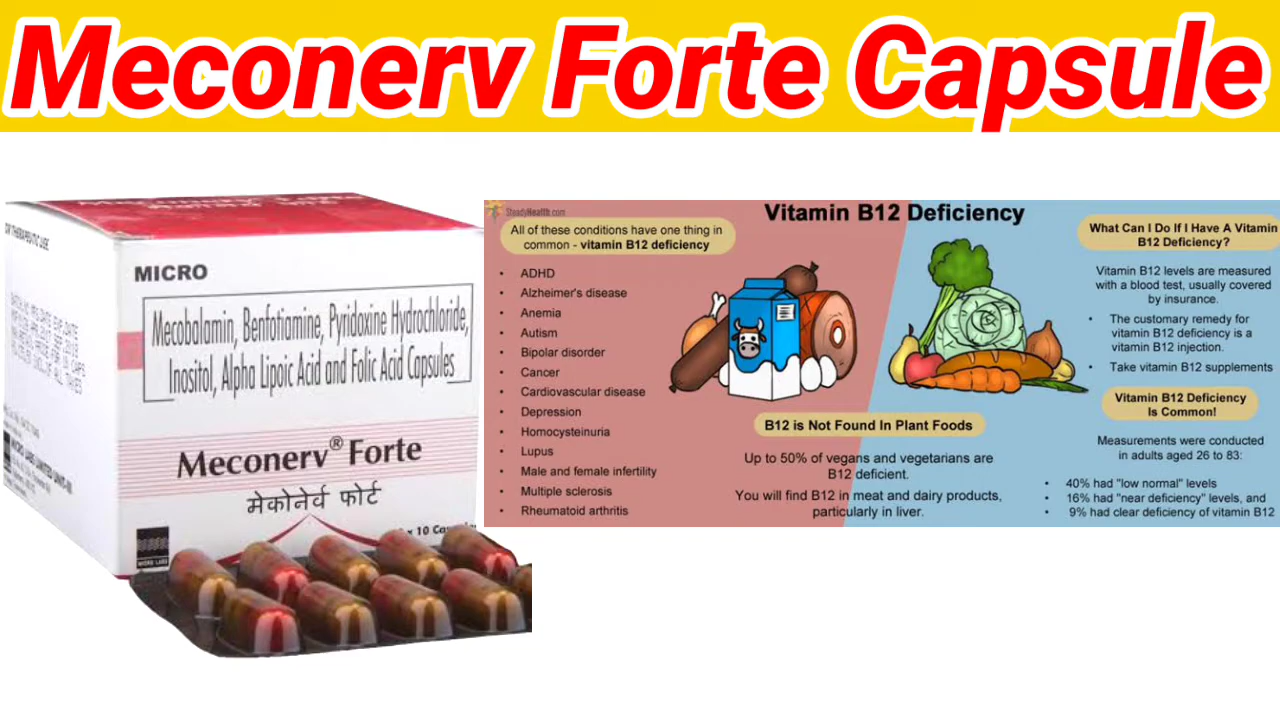 Meconerv Forte Capsule
MICRO
Mecobalamin, Benfotiamine, Pyridoxine Hydrochloride,
Inositol, Alpha Lipoic Acid and Folic Acid Capsules
Meconerv® Forte
मेकोनेर्व फोर्ट
x 10
MICRO LABS
SteadyHealth.com
Vitamin B12 Deficiency
All of these conditions have one thing in
common - vitamin B12 deficiency
• ADHD
• Alzheimer's disease
• Anemia
• Autism
• Bipolar disorder
• Cancer
• Cardiovascular disease
• Depression
• Homocysteinuria
• Lupus
• Male and female infertility
• Multiple sclerosis
• Rheumatoid arthritis
B12 is Not Found In Plant Foods
Up to 50% of vegans and vegetarians are
B12 deficient.
You will find B12 in meat and dairy products,
particularly in liver.
What Can I Do If I Have A Vitamin
B12 Deficiency?
Vitamin B12 levels are measured
with a blood test, usually covered
by insurance.
• The customary remedy for
vitamin B12 deficiency is a
vitamin B12 injection.
• Take vitamin B12 supplements
Vitamin B12 Deficiency
Is Common!
Measurements were conducted
in adults aged 26 to 83:
• 40% had "low normal" levels
• 16% had "near deficiency" levels, and
• 9% had clear deficiency of vitamin B12